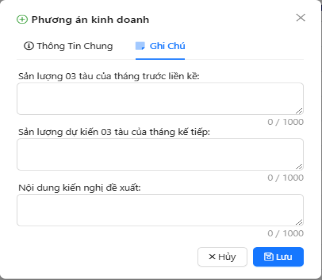 Phương án kinh doanh
Thông Tin Chung
Ghi Chú
Sản lượng 03 tàu của tháng trước liền kề:
0 / 1000
Sản lượng dự kiến 03 tàu của tháng kế tiếp:
0 / 1000
Nội dung kiến nghị đề xuất:
0 / 1000
Hủy
Lưu